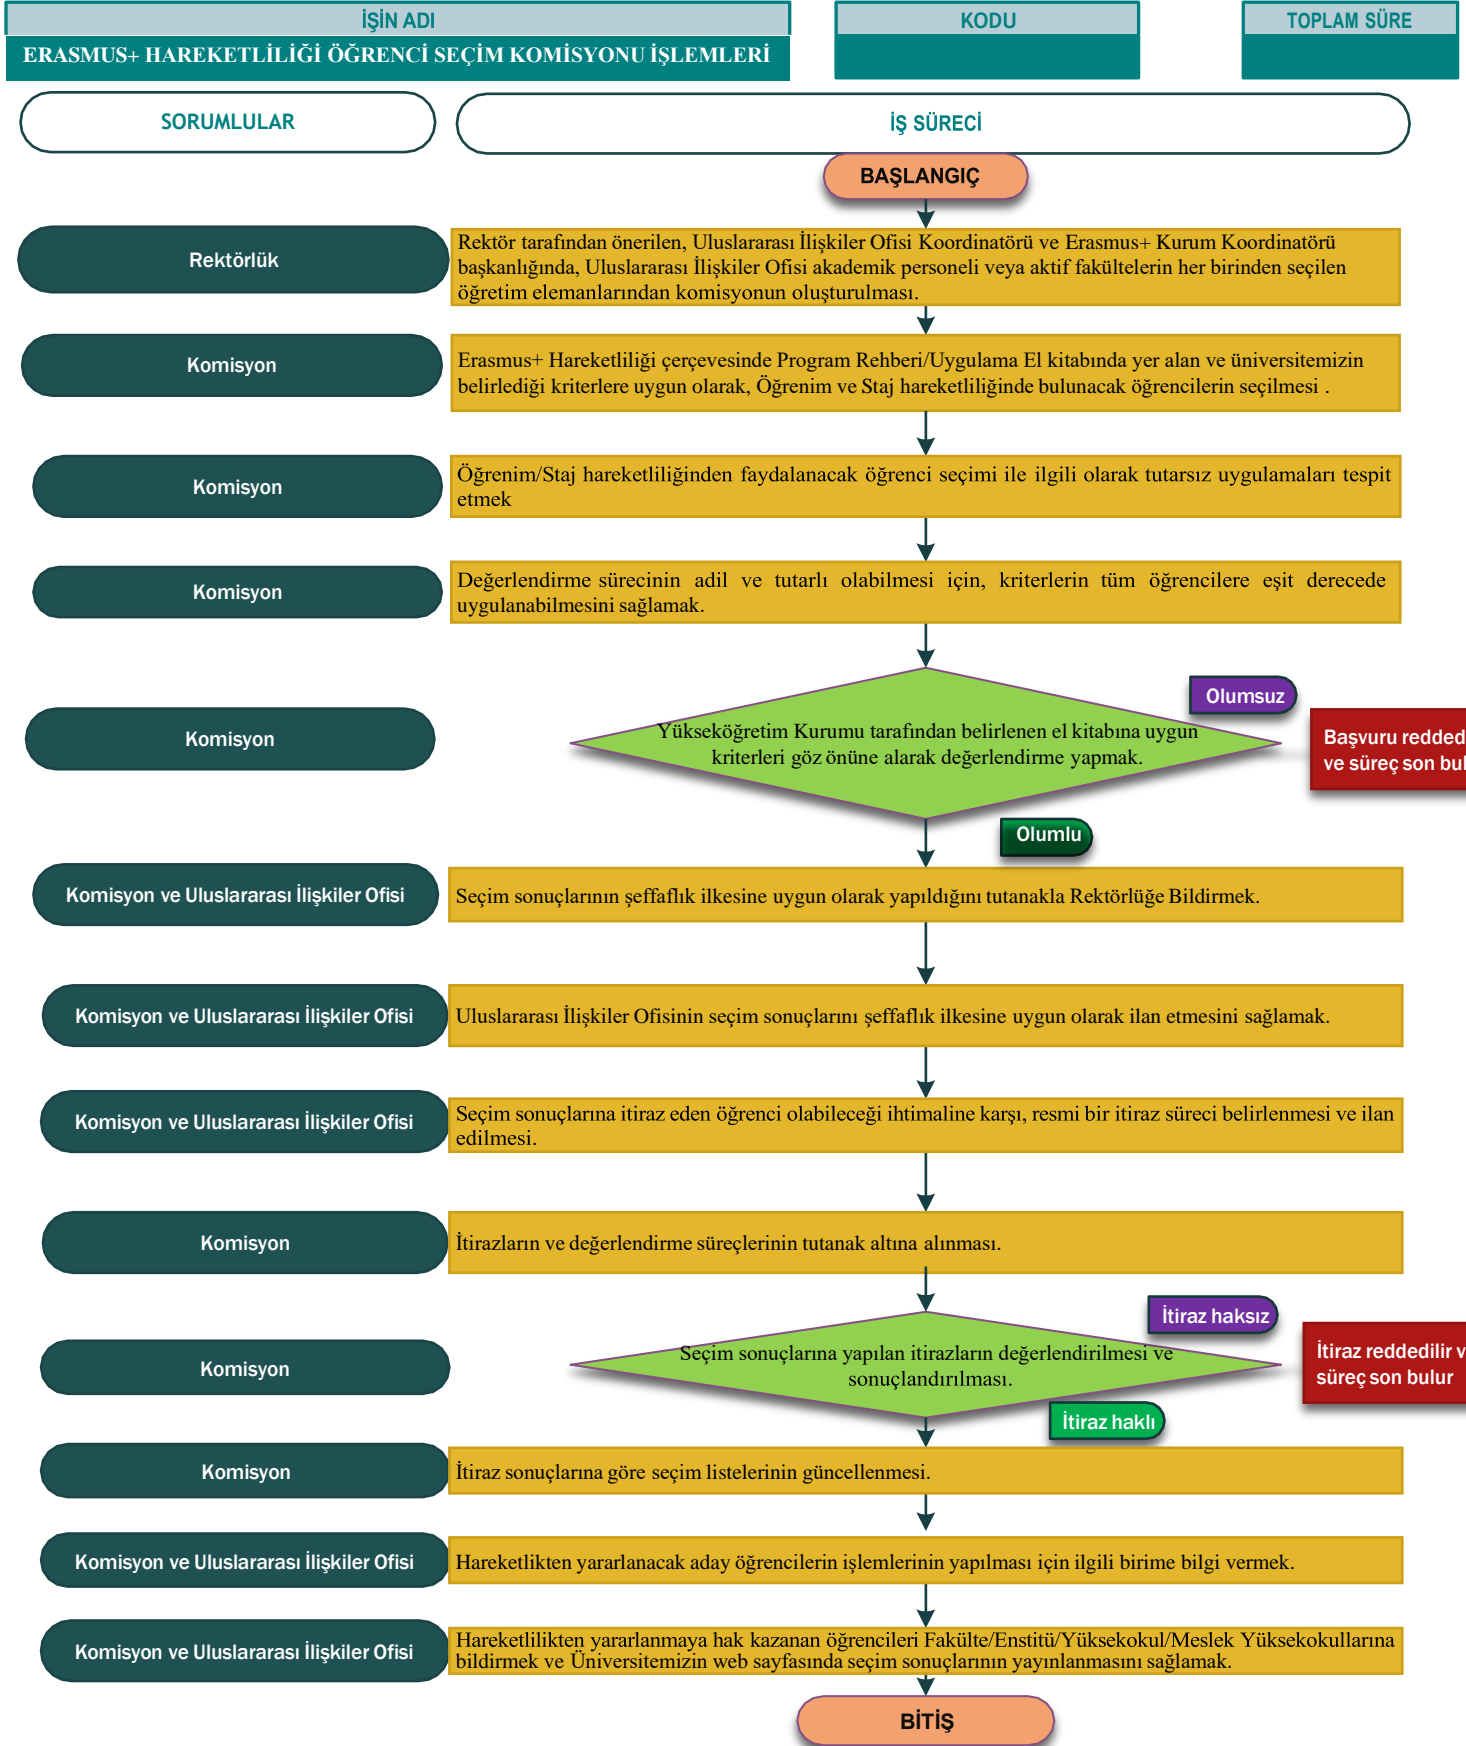 İŞİN ADI
KODU
TOPLAM SÜRE
ERASMUS+ HAREKETLİLİĞİ ÖĞRENCİ SEÇİM KOMİSYONU İŞLEMLERİ
SORUMLULAR
İŞ SÜRECİ
BAŞLANGIÇ
Rektörlük
Rektör tarafından önerilen, Uluslararası İlişkiler Ofisi Koordinatörü ve Erasmus+ Kurum Koordinatörü
başkanlığında, Uluslararası İlişkiler Ofisi akademik personeli veya aktif fakültelerin her birinden seçilen
öğretim elemanlarından komisyonun oluşturulması.
Komisyon
Erasmus+ Hareketliliği çerçevesinde Program Rehberi/Uygulama El kitabında yer alan ve üniversitemizin
belirlediği kriterlere uygun olarak, Öğrenim ve Staj hareketliliğinde bulunacak öğrencilerin seçilmesi .
Komisyon
Öğrenim/Staj hareketliliğinden faydalanacak öğrenci seçimi ile ilgili olarak tutarsız uygulamaları tespit
etmek
Komisyon
Değerlendirme sürecinin adil ve tutarlı olabilmesi için, kriterlerin tüm öğrencilere eşit derecede
uygulanabilmesini sağlamak.
Olumsuz
Komisyon
Yükseköğretim Kurumu tarafından belirlenen el kitabına uygun
kriterleri göz önüne alarak değerlendirme yapmak.
Başvuru redded
ve süreç son bul
Olumlu
Komisyon ve Uluslararası İlişkiler Ofisi
Seçim sonuçlarının şeffaflık ilkesine uygun olarak yapıldığını tutanakla Rektörlüğe Bildirmek.
Komisyon ve Uluslararası İlişkiler Ofisi
Uluslararası İlişkiler Ofisinin seçim sonuçlarını şeffaflık ilkesine uygun olarak ilan etmesini sağlamak.
Komisyon ve Uluslararası İlişkiler Ofisi
Seçim sonuçlarına itiraz eden öğrenci olabileceği ihtimaline karşı, resmi bir itiraz süreci belirlenmesi ve ilan
edilmesi.
Komisyon
İtirazların ve değerlendirme süreçlerinin tutanak altına alınması.
İtiraz haksız
Komisyon
Seçim sonuçlarına yapılan itirazların değerlendirilmesi ve
sonuçlandırılması.
İtiraz reddedilir v
süreç son bulur
İtiraz haklı
Komisyon
İtiraz sonuçlarına göre seçim listelerinin güncellenmesi.
Komisyon ve Uluslararası İlişkiler Ofisi
Hareketlikten yararlanacak aday öğrencilerin işlemlerinin yapılması için ilgili birime bilgi vermek.
Komisyon ve Uluslararası İlişkiler Ofisi
Hareketlilikten yararlanmaya hak kazanan öğrencileri Fakülte/Enstitü/Yüksekokul/Meslek Yüksekokullarına
bildirmek ve Üniversitemizin web sayfasında seçim sonuçlarının yayınlanmasını sağlamak.
BİTİŞ